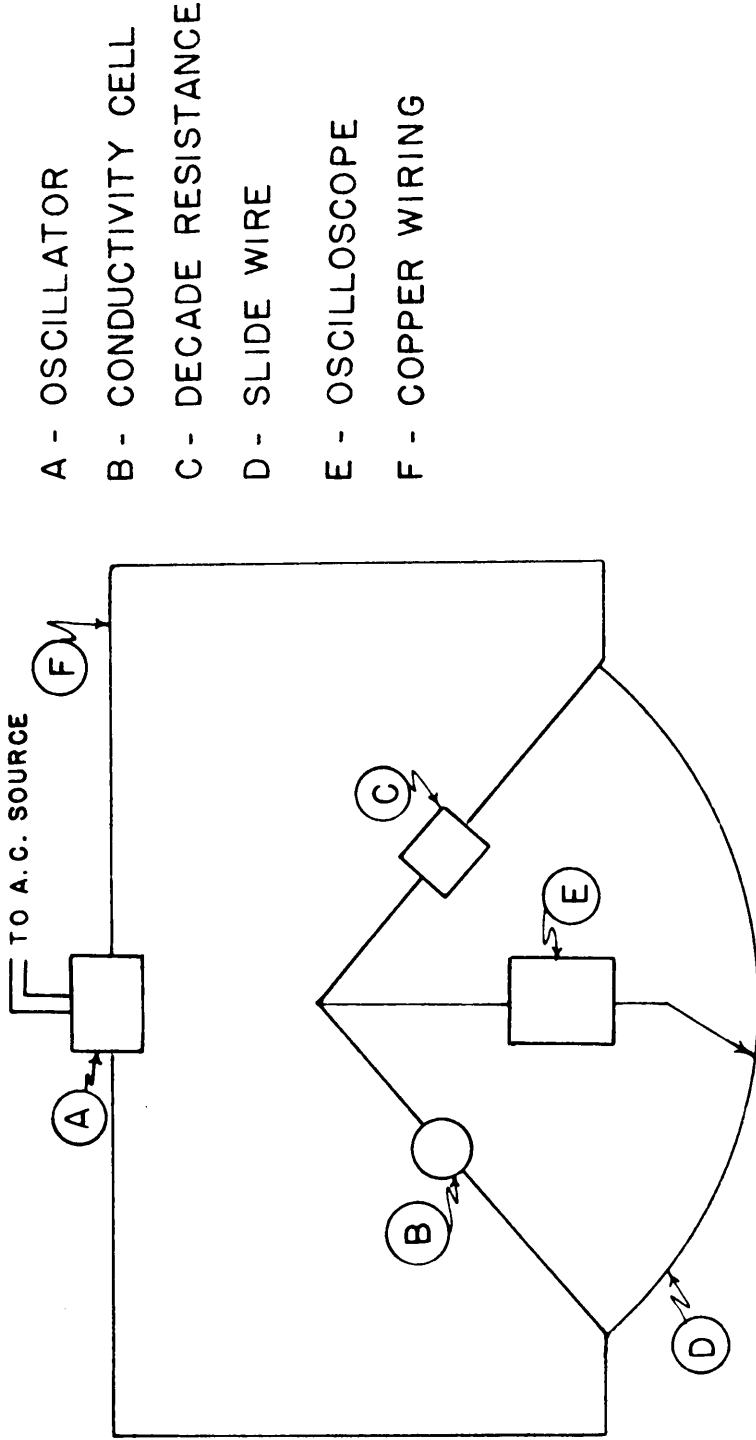 TO A. C. SOURCE
A
F
B
C
E
D
A - OSCILLATOR
B - CONDUCTIVITY CELL
C - DECADE RESISTANCE
D - SLIDE WIRE
E - OSCILLOSCOPE
F - COPPER WIRING